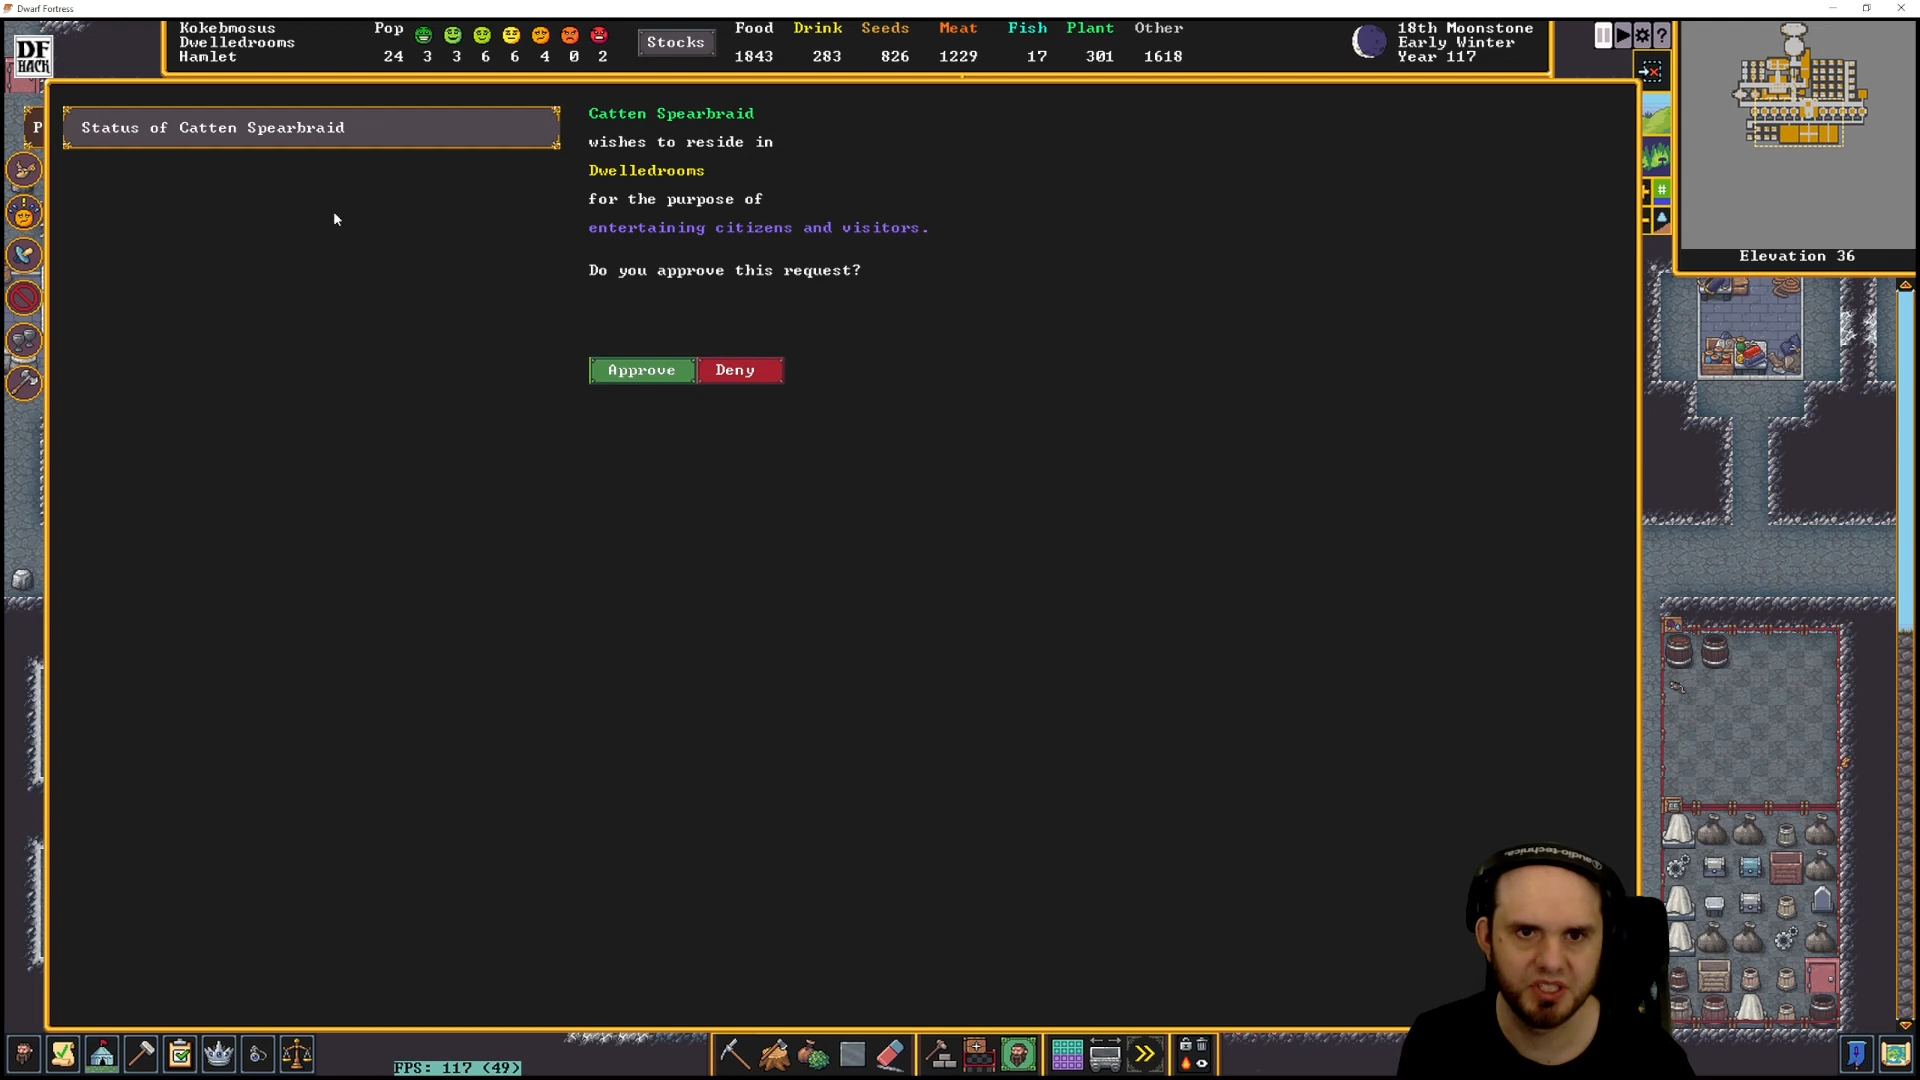 Dwarf Fortress
DF
HACK
Kokebmosus
Dwelledrooms
Hamlet
Pop
24 3 3 6 6 4 0 2
Stocks
Food Drink Seeds Meat Fish Plant Other
1843 283 826 1229 17 301 1618
18th Moonstone
Early Winter
Year 117
?
#
Elevation 36
P
Status of Catten Spearbraid
Catten Spearbraid
wishes to reside in
Dwelledrooms
for the purpose of
entertaining citizens and visitors.
Do you approve this request?
Approve
Deny
audio-technica
FPS: 117 (49)